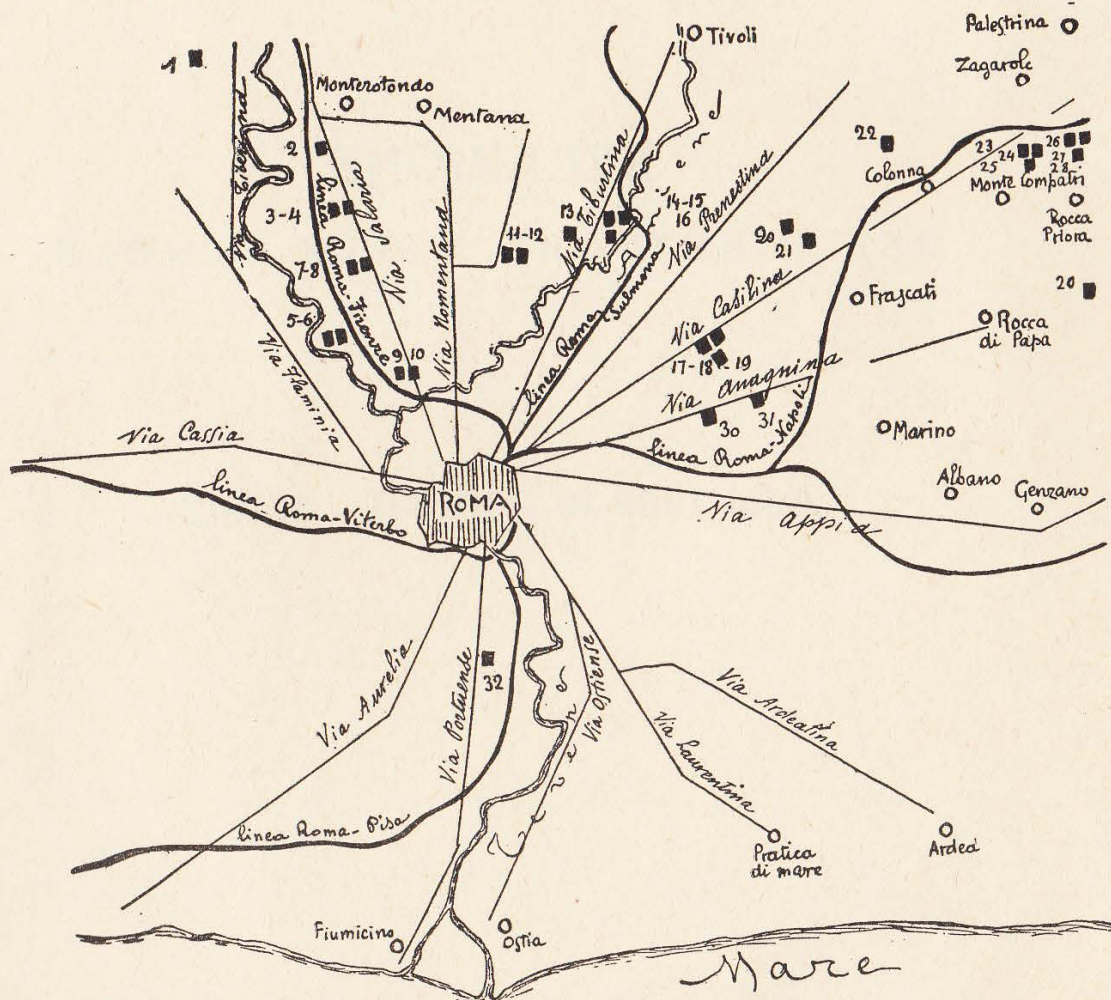 Palestrina
Zagarolo
Tivoli
1
Monterotondo
Mentana
Via Tiberina
2
linea Roma-Firenze
Via Salaria
3-4
7-8
5-6
9 10
Via Nomentana
11-12
13
Via Tiburtina
14-15
16
Aniene
Via Prenestina
linea Roma Sulmona
22
Colonna
23
24
25
26
27
28
Monte Compatri
Rocca
Priora
20
21
Via Casilina
17-18-19
Frascati
20
Rocca
di Papa
Via Anagnina
30
31
Via Flaminia
Via Cassia
linea Roma-Napoli
Marino
Albano
Genzano
linea Roma-Viterbo
ROMA
Via Appia
Via Aurelia
Via Portuense
32
Tevere
Via Ostiense
Via Ardeatina
Via Laurentina
linea Roma-Pisa
Pratica
di mare
Ardea
Fiumicino
Ostia
Mare